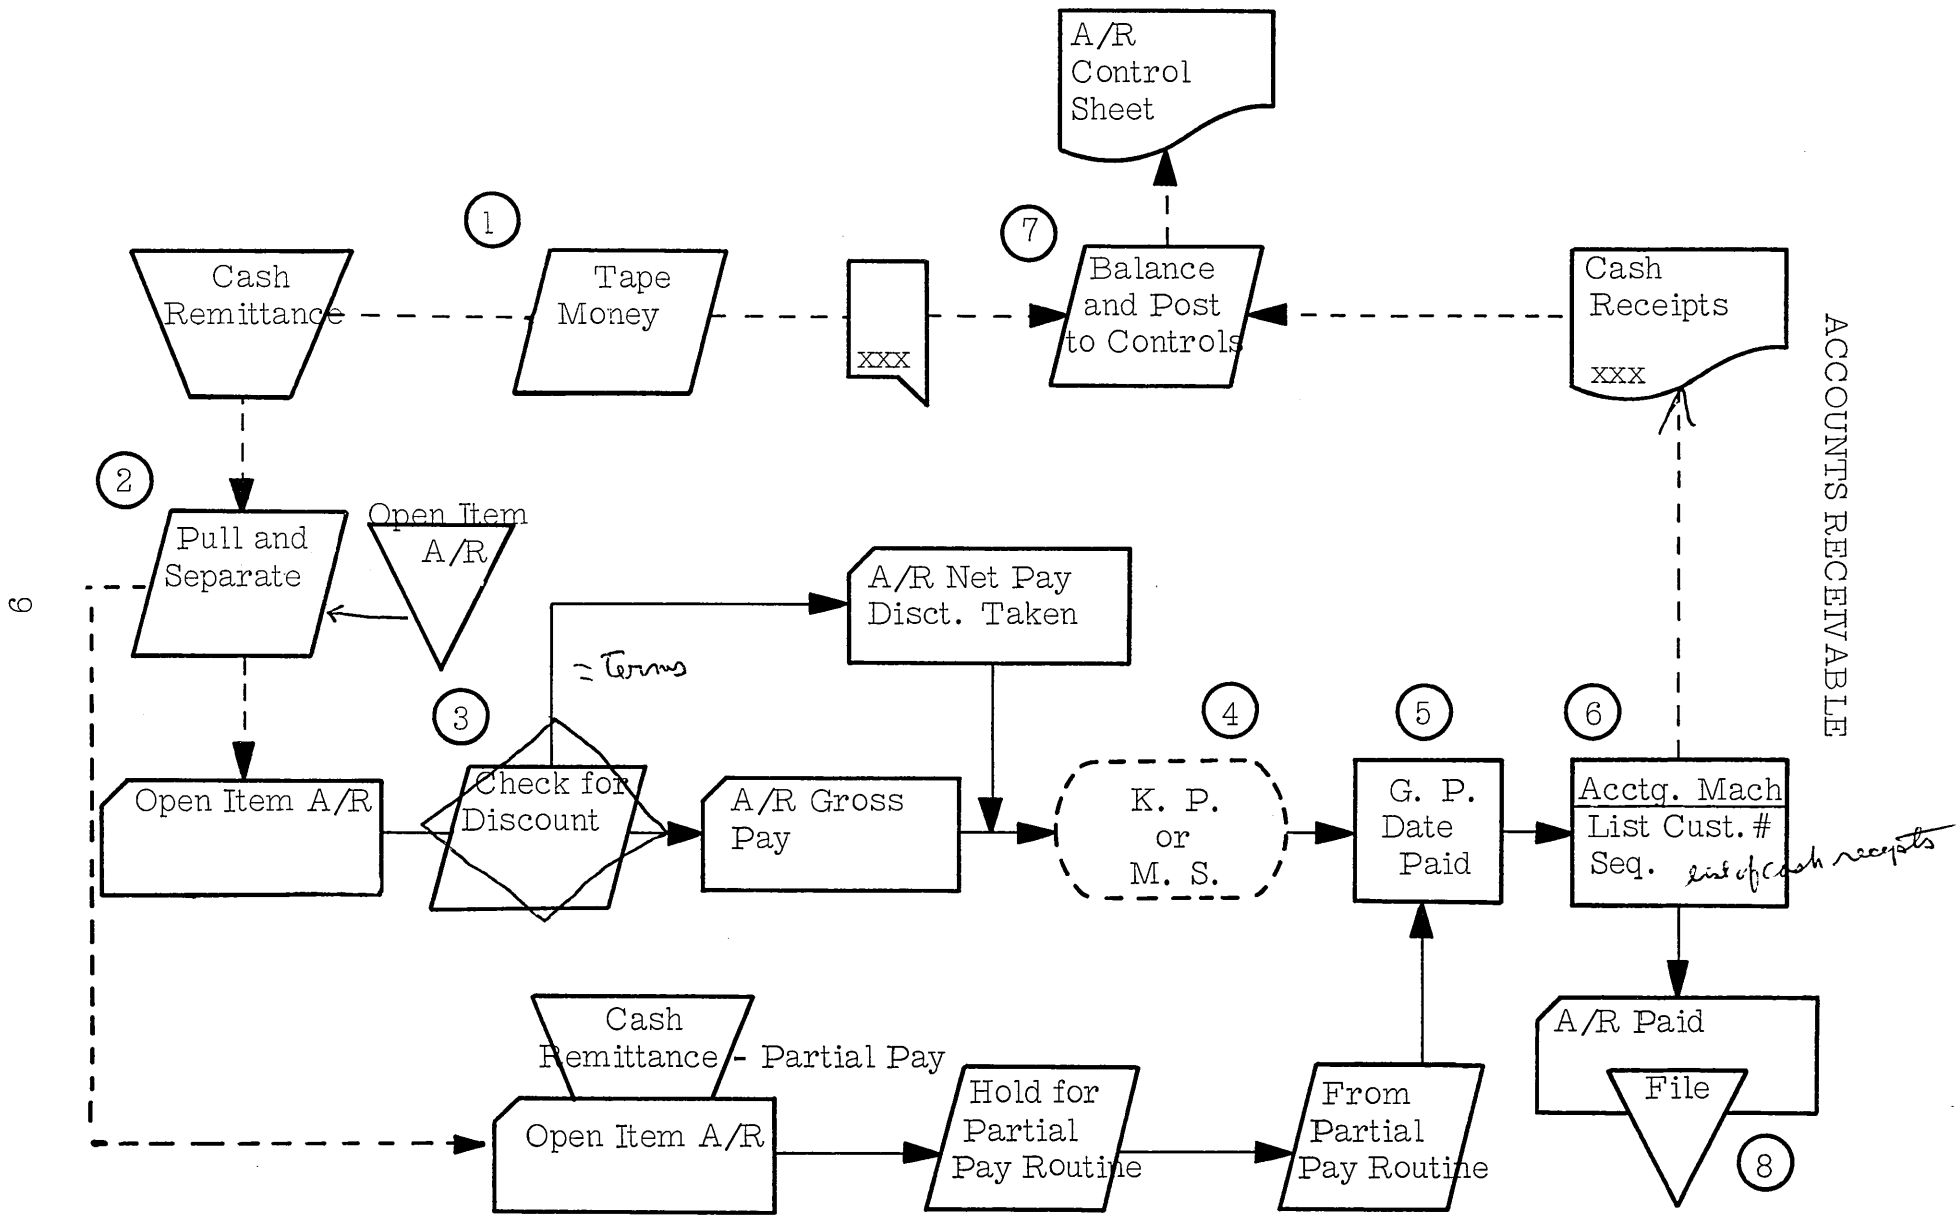 A/R
Control
Sheet
1
7
Cash
Remittance
Tape
Money
xxx
Balance
and Post
to Controls
Cash
Receipts
xxx
ACCOUNTS RECEIVABLE
2
Pull and
Separate
Open Item
A/R
A/R Net Pay
Disct. Taken
= Terms
9
3
4
5
6
Open Item A/R
Check for
Discount
A/R Gross
Pay
K. P.
or
M. S.
G. P.
Date
Paid
Acctg. Mach
List Cust. #
Seq.
list of cash receipts
Cash
Remittance - Partial Pay
Open Item A/R
Hold for
Partial
Pay Routine
From
Partial
Pay Routine
A/R Paid
File
8